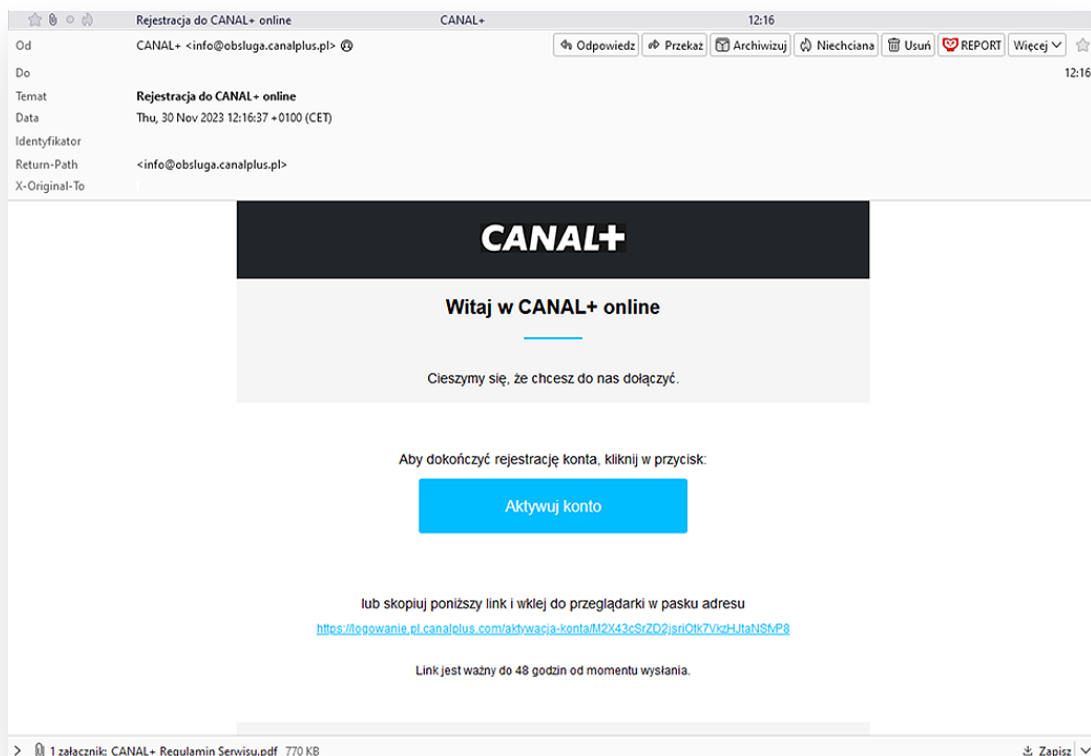 Rejestracja do CANAL+ online CANAL+ 12:16
Od CANAL+ <info@obsluga.canalplus.pl> Odpowiedz Przekaż Archiwizuj Niechciana Usuń REPORT Więcej
Do 12:16
Temat Rejestracja do CANAL+ online
Data Thu, 30 Nov 2023 12:16:37 +0100 (CET)
Identyfikator
Return-Path <info@obsluga.canalplus.pl>
X-Original-To
CANAL+
Witaj w CANAL+ online
Cieszymy się, że chcesz do nas dołączyć.
Aby dokończyć rejestrację konta, kliknij w przycisk:
Aktywuj konto
lub skopiuj poniższy link i wklej do przeglądarki w pasku adresu
https://logowanie.pl.canalplus.com/aktywacja-konta/M2X43cSrZD2jsriOtk7VkzHJtaNSfvP8
Link jest ważny do 48 godzin od momentu wysłania.
1 załącznik: CANAL+ Regulamin Serwisu.pdf 770 KB Zapisz